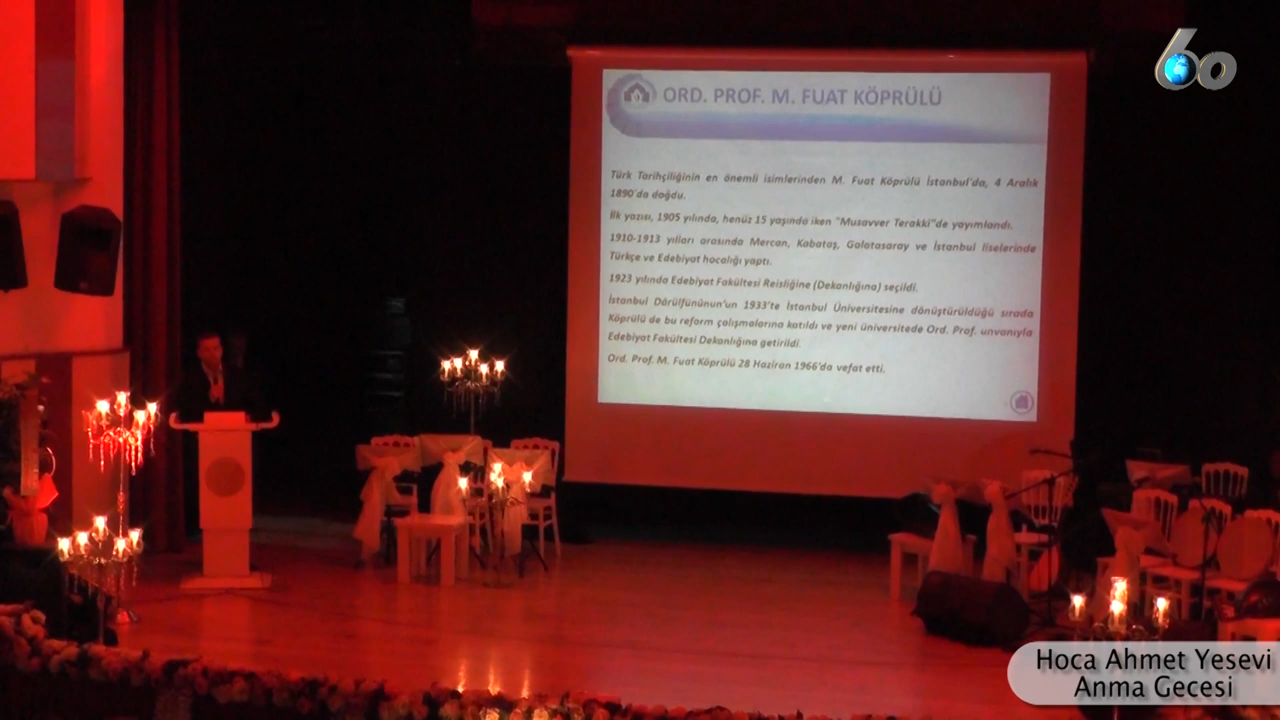 60
ORD. PROF. M. FUAT KÖPRÜLÜ
Türk Tarihçiliğinin en önemli isimlerinden M. Fuat Köprülü İstanbul'da, 4 Aralık
1890'da doğdu.
İlk yazısı, 1905 yılında, henüz 15 yaşında iken "Musavver Terakki"de yayımlandı.
1910-1913 yılları arasında Mercan, Kabataş, Galatasaray ve İstanbul liselerinde
Türkçe ve Edebiyat hocalığı yaptı.
1923 yılında Edebiyat Fakültesi Reisliğine (Dekanlığına) seçildi.
İstanbul Dârülfünûnun'un 1933'te İstanbul Üniversitesine dönüştürüldüğü sırada
Köprülü de bu reform çalışmalarına katıldı ve yeni üniversitede Ord. Prof. unvanıyla
Edebiyat Fakültesi Dekanlığına getirildi.
Ord. Prof. M. Fuat Köprülü 28 Haziran 1966'da vefat etti.
Hoca Ahmet Yesevi
Anma Gecesi